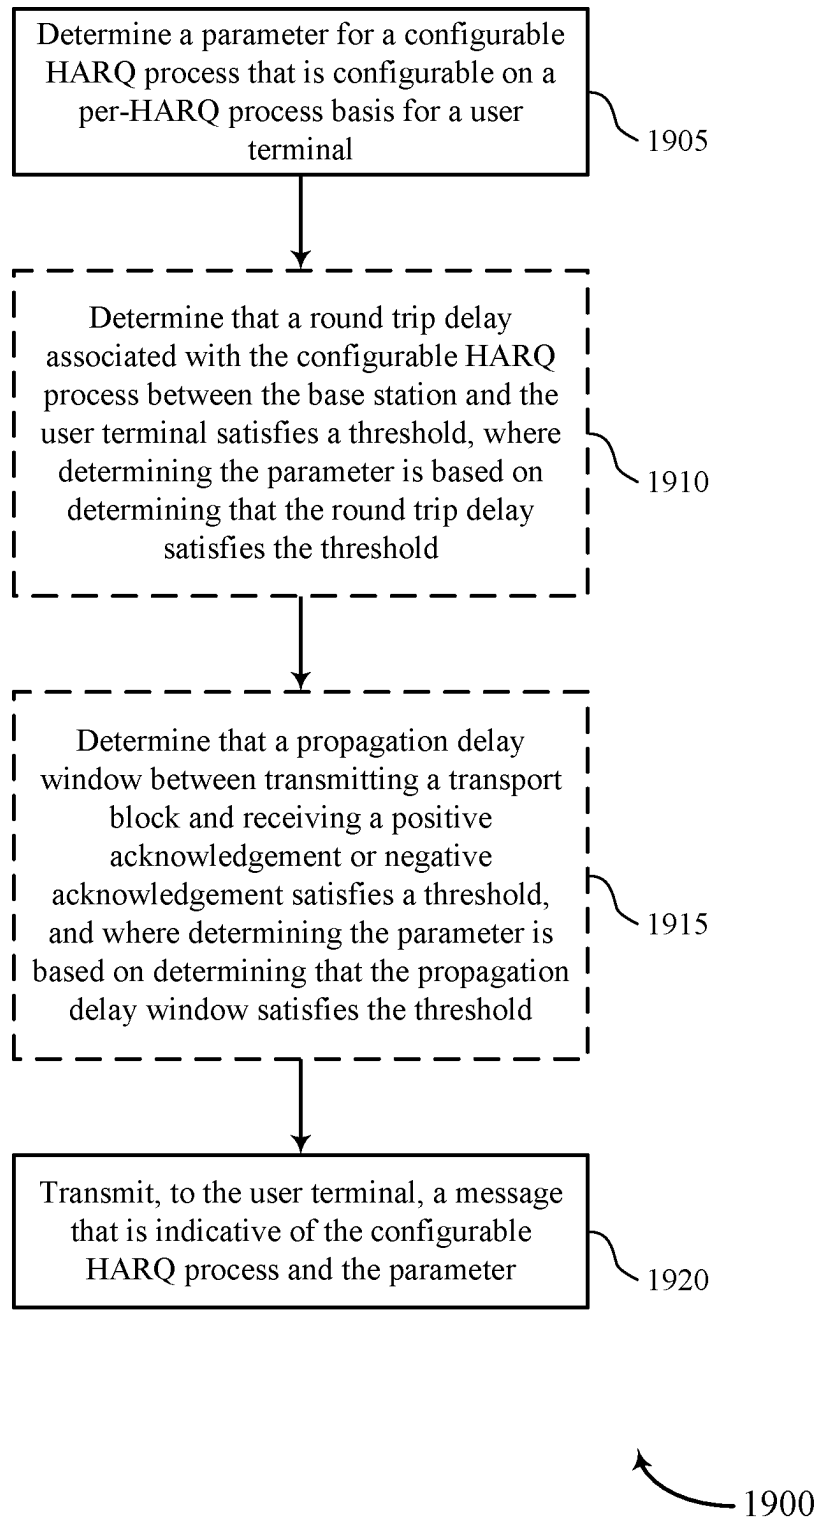 Determine a parameter for a configurable
HARQ process that is configurable on a
per-HARQ process basis for a user
terminal
1905
Determine that a round trip delay
associated with the configurable HARQ
process between the base station and the
user terminal satisfies a threshold, where
determining the parameter is based on
determining that the round trip delay
satisfies the threshold
1910
Determine that a propagation delay
window between transmitting a transport
block and receiving a positive
acknowledgement or negative
acknowledgement satisfies a threshold,
and where determining the parameter is
based on determining that the propagation
delay window satisfies the threshold
1915
Transmit, to the user terminal, a message
that is indicative of the configurable
HARQ process and the parameter
1920
1900